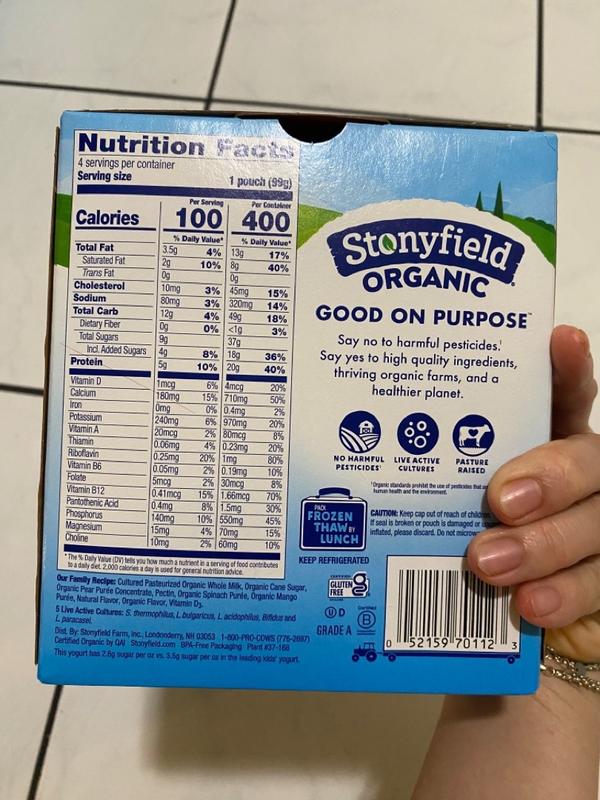 Nutrition Facts
4 servings per container
Serving size 1 pouch (99g)
Per Serving Per Container
Calories 100 400
% Daily Value* % Daily Value*
Total Fat 3.5g 4% 13g 17%
Saturated Fat 2g 10% 8g 40%
Trans Fat 0g 0g
Cholesterol 10mg 3% 45mg 15%
Sodium 80mg 3% 320mg 14%
Total Carb 12g 4% 49g 18%
Dietary Fiber 0g 0% <1g 3%
Total Sugars 9g 37g
Incl. Added Sugars 4g 8% 18g 36%
Protein 5g 10% 20g 40%
Vitamin D 1mcg 6% 4mcg 20%
Calcium 180mg 15% 710mg 50%
Iron 0mg 0% 0.4mg 2%
Potassium 240mg 6% 970mg 20%
Vitamin A 20mcg 2% 80mcg 8%
Thiamin 0.06mg 4% 0.23mg 20%
Riboflavin 0.25mg 20% 1mg 80%
Vitamin B6 0.05mg 2% 0.19mg 10%
Folate 5mcg 2% 30mcg 8%
Vitamin B12 0.41mcg 15% 1.66mcg 70%
Pantothenic Acid 0.4mg 8% 1.5mg 30%
Phosphorus 140mg 10% 550mg 45%
Magnesium 15mg 4% 70mg 15%
Choline 10mg 2% 60mg 10%
*The % Daily Value (DV) tells you how much a nutrient in a serving of food contributes
to a daily diet. 2,000 calories a day is used for general nutrition advice.
Our Family Recipe: Cultured Pasteurized Organic Whole Milk, Organic Cane Sugar,
Organic Pear Purée Concentrate, Pectin, Organic Spinach Purée, Organic Mango
Purée, Natural Flavor, Organic Flavor, Vitamin D3.
5 Live Active Cultures: S. thermophilus, L. bulgaricus, L. acidophilus, Bifidus and
L. paracasei.
Dist. By: Stonyfield Farm, Inc., Londonderry, NH 03053 1-800-PRO-COWS (776-2697)
Certified Organic by QAI Stonyfield.com BPA-Free Packaging Plant #37-168
This yogurt has 2.6g sugar per oz vs. 3.5g sugar per oz in the leading kids' yogurt.
Stonyfield
ORGANIC
GOOD ON PURPOSE™
Say no to harmful pesticides.
Say yes to high quality ingredients,
thriving organic farms, and a
healthier planet.
NO HARMFUL
PESTICIDES
LIVE ACTIVE
CULTURES
PASTURE
RAISED
Organic standards prohibit the use of pesticides that
human health and the environment.
PACK
FROZEN
THAW BY
LUNCH
KEEP REFRIGERATED
CAUTION: Keep cap out of reach of children
If seal is broken or pouch is damaged or
inflated, please discard. Do not
CERTIFIED
GLUTEN
FREE
U D
Certified
B
GRADE A
0 52159 70112 3